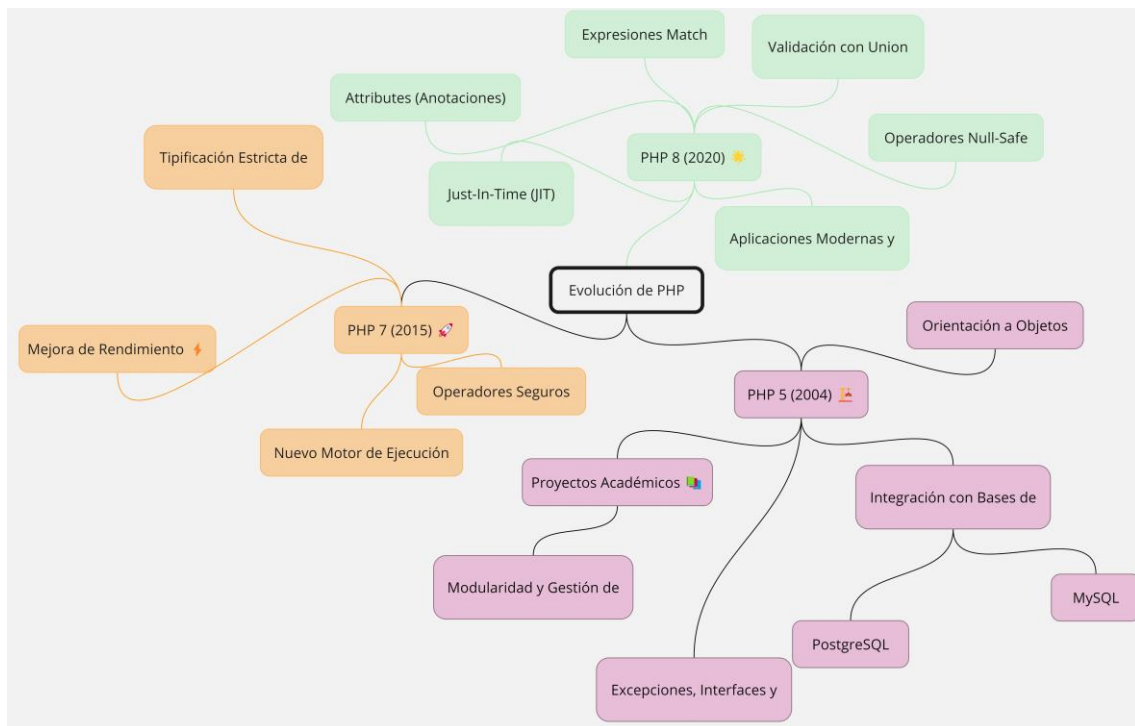 Expresiones Match
Validación con Union
Attributes (Anotaciones)
Operadores Null-Safe
Tipificación Estricta de
PHP 8 (2020) 🌟
Just-In-Time (JIT)
Aplicaciones Modernas y
Evolución de PHP
Orientación a Objetos
PHP 7 (2015) 🚀
Mejora de Rendimiento ⚡
Operadores Seguros
PHP 5 (2004) 🏗️
Nuevo Motor de Ejecución
Proyectos Académicos 📚
Integración con Bases de
Modularidad y Gestión de
MySQL
PostgreSQL
Excepciones, Interfaces y